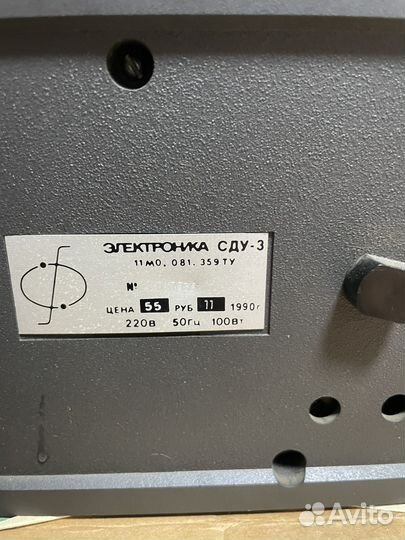 ЭЛЕКТРОНИКА СДУ-3
11М0. 081. 359 ТУ
№
ЦЕНА 55 РУБ 11 1990г
220В 50Гц 100Вт
Avito